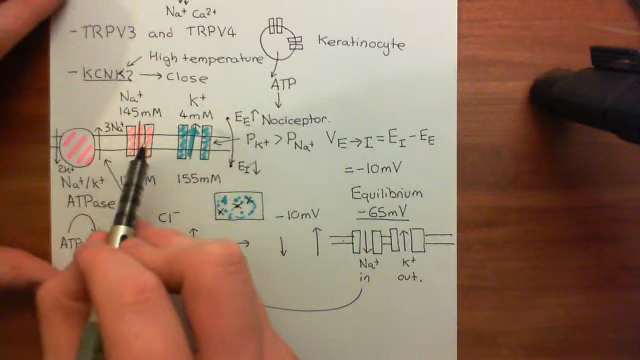 Na⁺ Ca²⁺
- TRPV3 and TRPV4
Keratinocyte
High temperature
- KCNK2 → Close
ATP
Na⁺
145mM
K⁺
4mM
3Na⁺
2K⁺
E_E↑ Nociceptor.
P_K⁺ > P_Na⁺
V_E→I = E_I - E_E
= -10mV
E_I↓
Na⁺/K⁺
ATPase
155mM
Cl⁻
-10mV
Equilibrium
-65mV
Na⁺
in
K⁺
out.